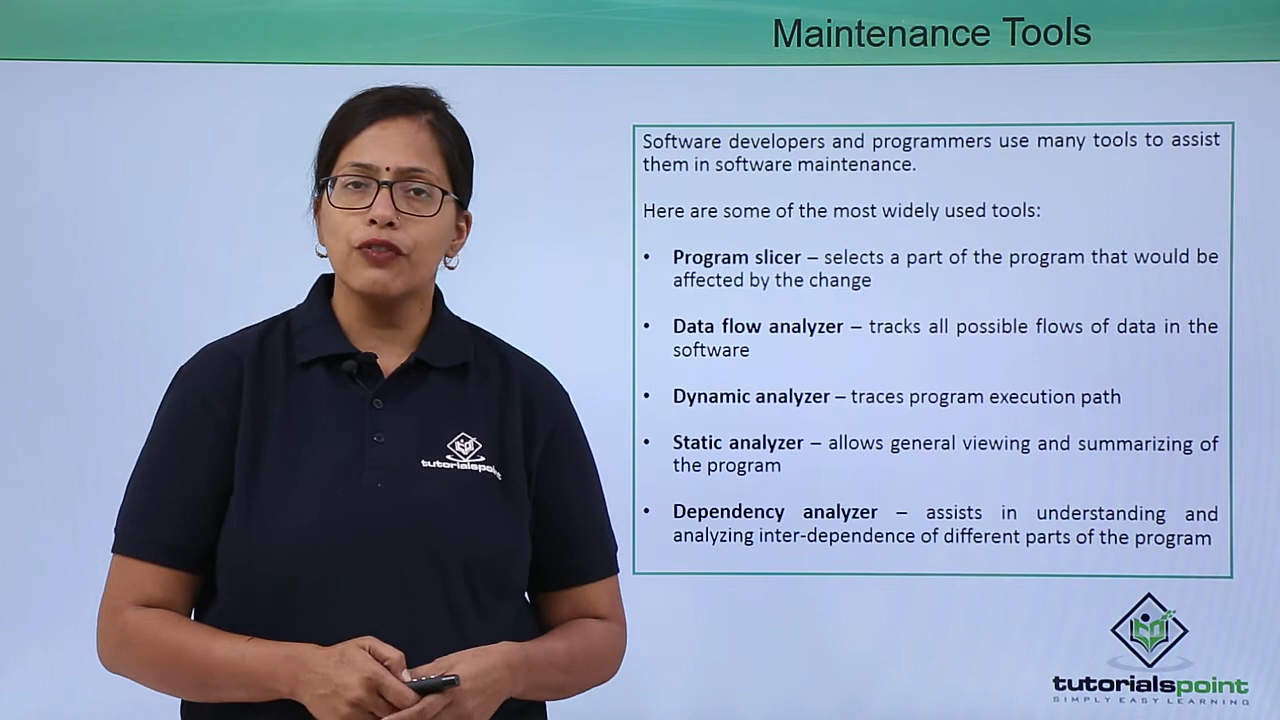 Maintenance Tools
Software developers and programmers use many tools to assist
them in software maintenance.
Here are some of the most widely used tools:
• Program slicer – selects a part of the program that would be
affected by the change
• Data flow analyzer – tracks all possible flows of data in the
software
• Dynamic analyzer – traces program execution path
• Static analyzer – allows general viewing and summarizing of
the program
• Dependency analyzer – assists in understanding and
analyzing inter-dependence of different parts of the program
tutorialspoint
tutorialspoint
SIMPLY EASY LEARNING